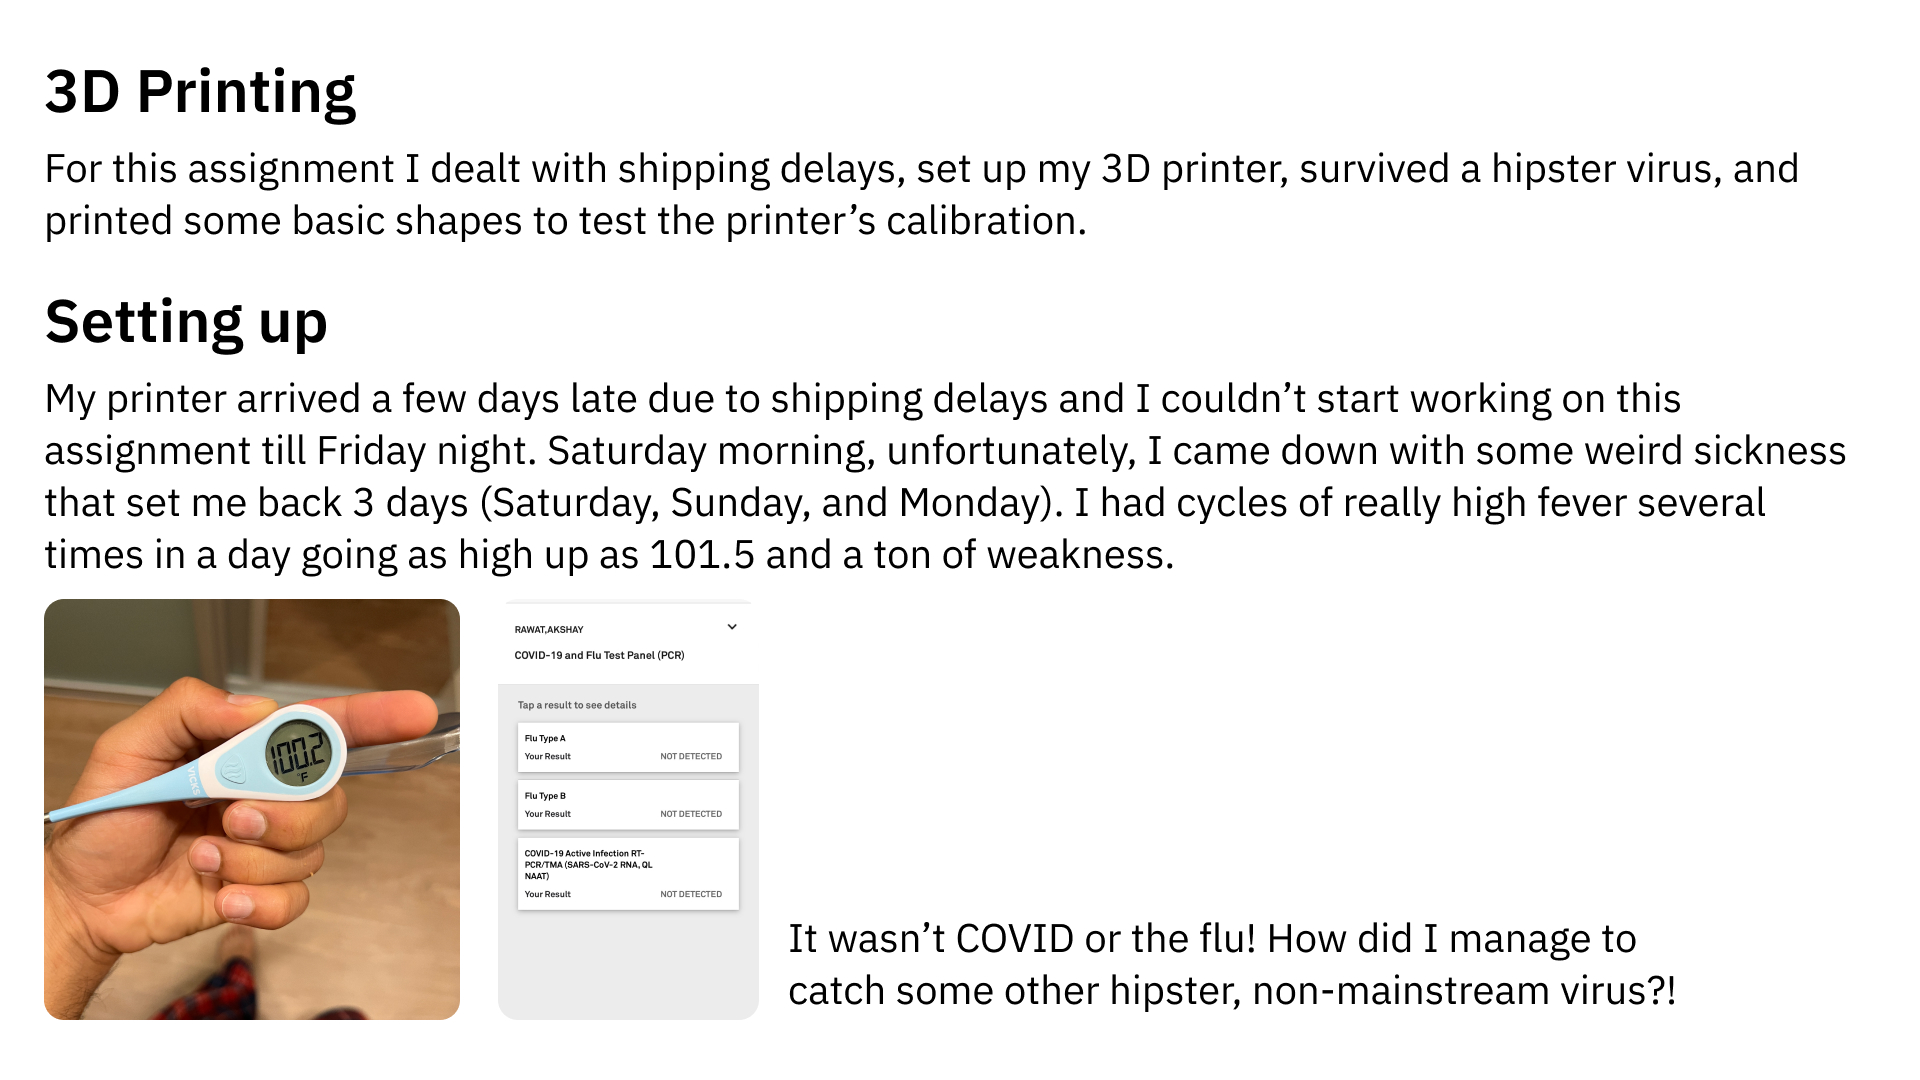 3D Printing
For this assignment I dealt with shipping delays, set up my 3D printer, survived a hipster virus, and
printed some basic shapes to test the printer’s calibration.
Setting up
My printer arrived a few days late due to shipping delays and I couldn’t start working on this
assignment till Friday night. Saturday morning, unfortunately, I came down with some weird sickness
that set me back 3 days (Saturday, Sunday, and Monday). I had cycles of really high fever several
times in a day going as high up as 101.5 and a ton of weakness.
100.2
°F
VICKS
RAWAT,AKSHAY
COVID-19 and Flu Test Panel (PCR)
Tap a result to see details
Flu Type A
Your Result NOT DETECTED
Flu Type B
Your Result NOT DETECTED
COVID-19 Active Infection RT-
PCR/TMA (SARS-CoV-2 RNA, QL
NAAT)
Your Result NOT DETECTED
It wasn’t COVID or the flu! How did I manage to
catch some other hipster, non-mainstream virus?!